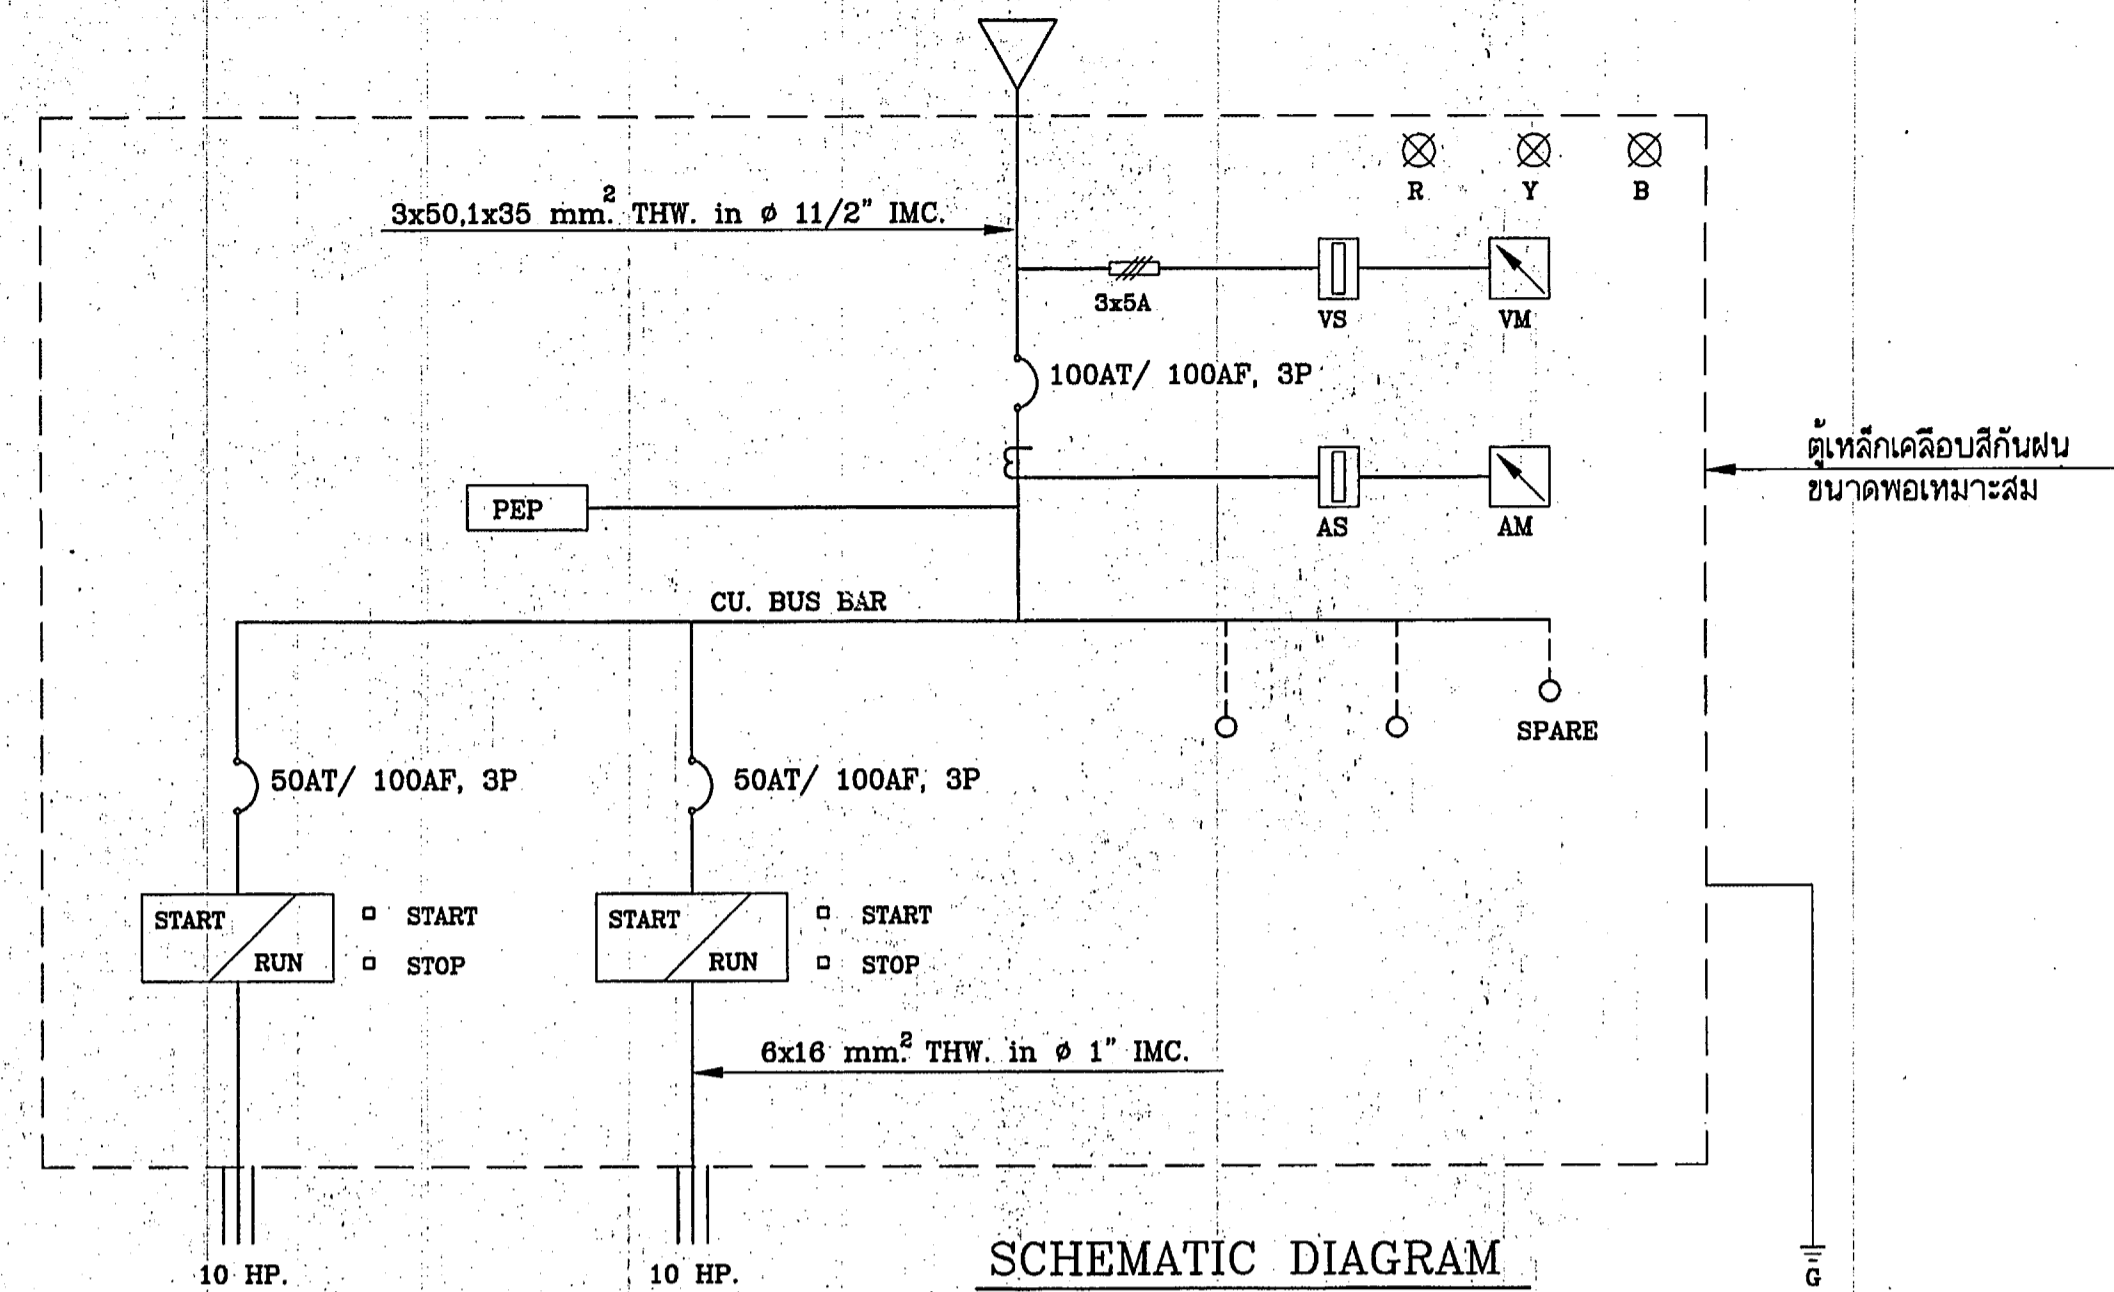 R Y B
3x50,1x35 mm.² THW. in ø 11/2" IMC.
3x5A
VS
VM
100AT/ 100AF, 3P
ตู้เหล็กเคลือบสีกันฝน
ขนาดพอเหมาะสม
PEP
AS
AM
CU. BUS BAR
SPARE
50AT/ 100AF, 3P
50AT/ 100AF, 3P
START
RUN
START
STOP
START
RUN
START
STOP
6x16 mm.² THW. in ø 1" IMC.
10 HP.
10 HP.
SCHEMATIC DIAGRAM
G